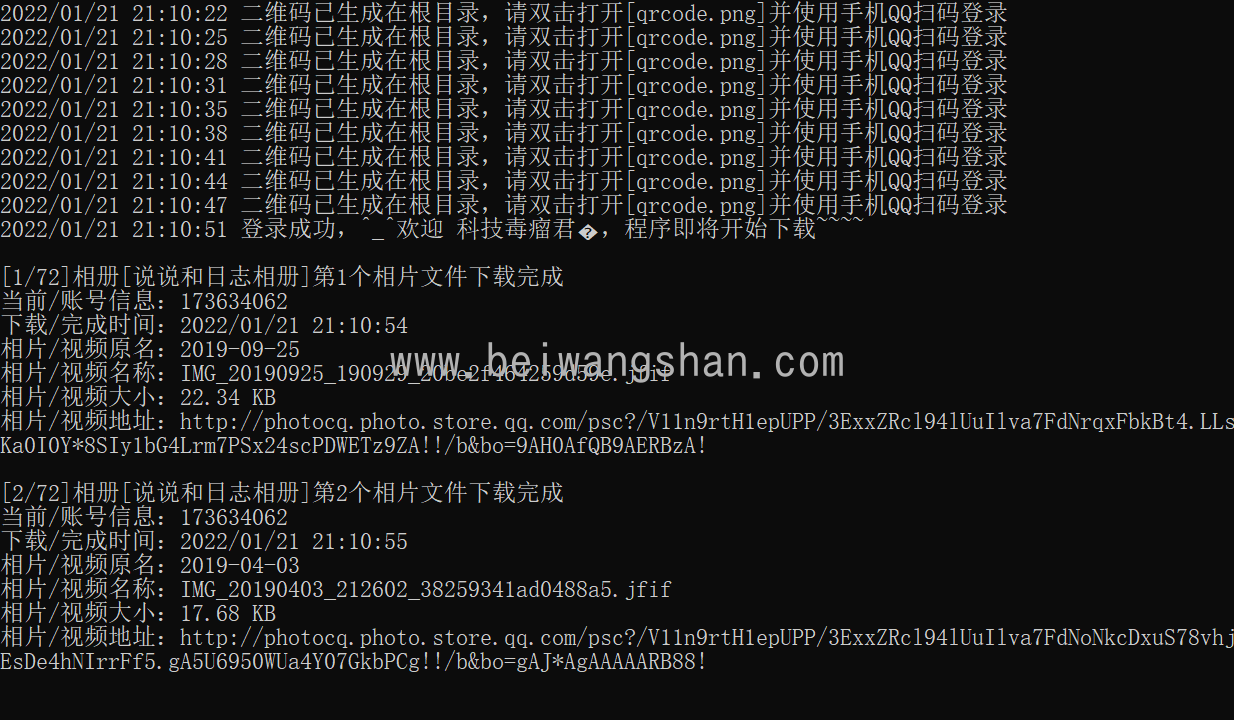 2022/01/21 21:10:22 二维码已生成在根目录，请双击打开[qrcode.png]并使用手机QQ扫码登录
2022/01/21 21:10:25 二维码已生成在根目录，请双击打开[qrcode.png]并使用手机QQ扫码登录
2022/01/21 21:10:28 二维码已生成在根目录，请双击打开[qrcode.png]并使用手机QQ扫码登录
2022/01/21 21:10:31 二维码已生成在根目录，请双击打开[qrcode.png]并使用手机QQ扫码登录
2022/01/21 21:10:35 二维码已生成在根目录，请双击打开[qrcode.png]并使用手机QQ扫码登录
2022/01/21 21:10:38 二维码已生成在根目录，请双击打开[qrcode.png]并使用手机QQ扫码登录
2022/01/21 21:10:41 二维码已生成在根目录，请双击打开[qrcode.png]并使用手机QQ扫码登录
2022/01/21 21:10:44 二维码已生成在根目录，请双击打开[qrcode.png]并使用手机QQ扫码登录
2022/01/21 21:10:47 二维码已生成在根目录，请双击打开[qrcode.png]并使用手机QQ扫码登录
2022/01/21 21:10:51 登录成功，^_^欢迎 科技毒瘤君�，程序即将开始下载~~~~
[1/72]相册[说说和日志相册]第1个相片文件下载完成
当前/账号信息：173634062
下载/完成时间：2022/01/21 21:10:54
相片/视频原名：2019-09-25
www.beiwangshan.com
相片/视频名称：IMG_20190925_190929_20be2f464259d59e.jfif
相片/视频大小：22.34 KB
相片/视频地址：http://photocq.photo.store.qq.com/psc?/V11n9rtH1epUPP/3ExxZRcl94lUuIlva7FdNrqxFbkBt4.LLs
Ka0I0Y*8SIy1bG4Lrm7PSx24scPDWETz9ZA!!/b&bo=9AH0AfQB9AERBzA!
[2/72]相册[说说和日志相册]第2个相片文件下载完成
当前/账号信息：173634062
下载/完成时间：2022/01/21 21:10:55
相片/视频原名：2019-04-03
相片/视频名称：IMG_20190403_212602_38259341ad0488a5.jfif
相片/视频大小：17.68 KB
相片/视频地址：http://photocq.photo.store.qq.com/psc?/V11n9rtH1epUPP/3ExxZRcl94lUuIlva7FdNoNkcDxuS78vhj
EsDe4hNIrrFf5.gA5U6950WUa4Y07GkbPCg!!/b&bo=gAJ*AgAAAAARB88!